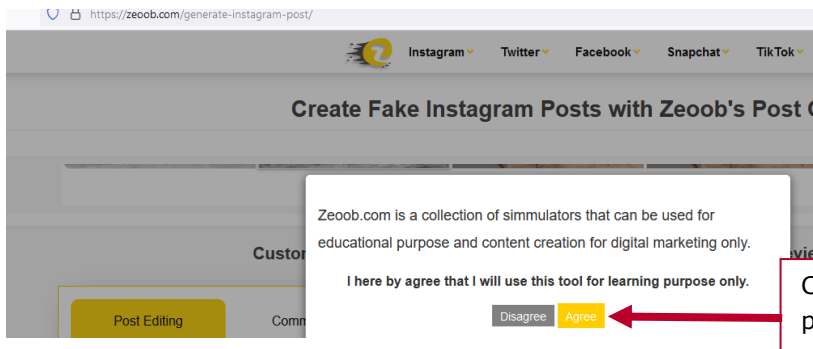 https://zeoob.com/generate-instagram-post/
Instagram Twitter Facebook Snapchat TikTok
Create Fake Instagram Posts with Zeoob's Post
Zeoob.com is a collection of simmulators that can be used for
educational purpose and content creation for digital marketing only.
I here by agree that I will use this tool for learning purpose only.
Disagree Agree
Post Editing